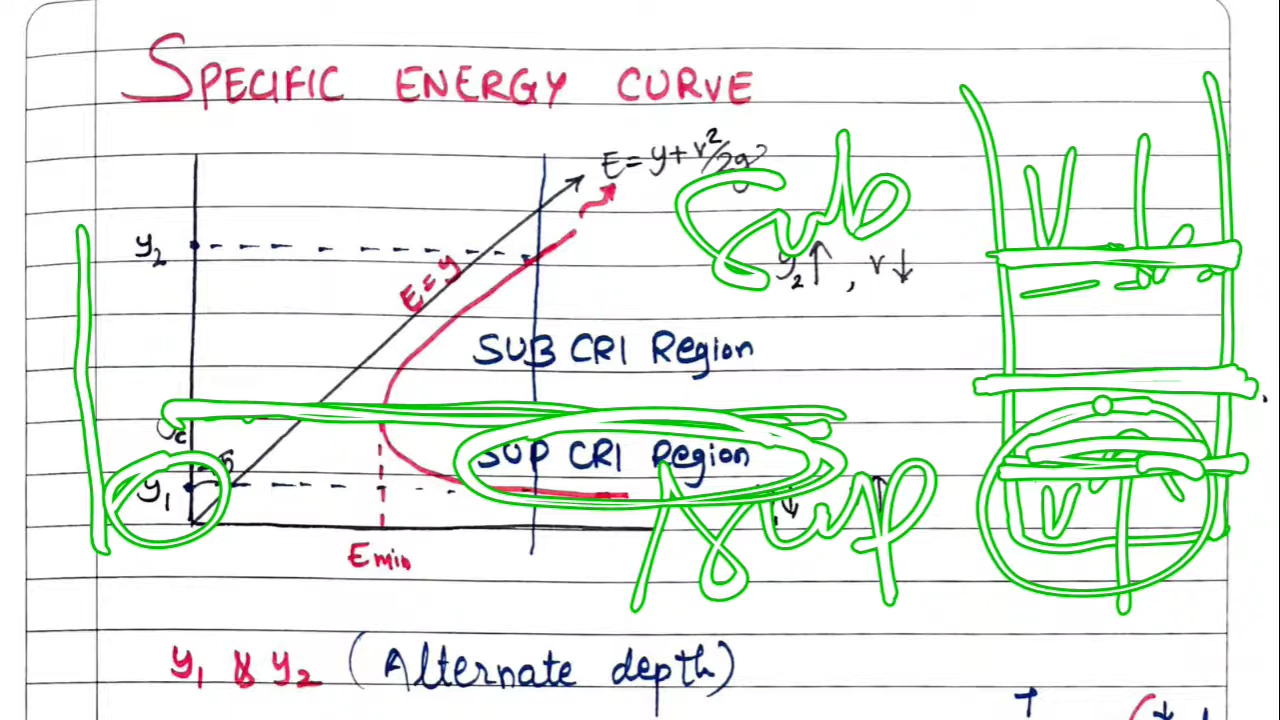 SPECIFIC ENERGY CURVE
E = y + v²/2g
Sub
y₂
E = y
y₂↑, v↓
SUB CRI Region
yc
SUP CRI Region
y₁
Sup
V
Emin
y₁ & y₂ (Alternate depth)